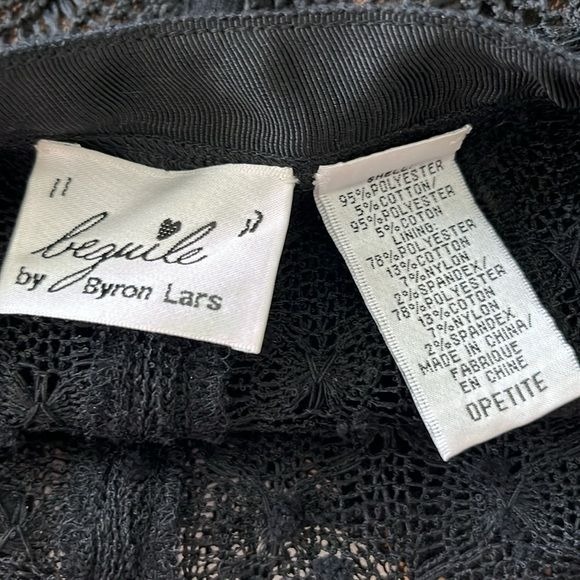 " beguile "
by Byron Lars
SHELL:
95%POLYESTER
5%COTTON/
95%POLYESTER
5%COTON
LINING:
78%POLYESTER
13%COTTON
7%NYLON
2%SPANDEX/
78%POLYESTER
13%COTON
7%NYLON
2%SPANDEX
MADE IN CHINA/
FABRIQUE
EN CHINE
0PETITE